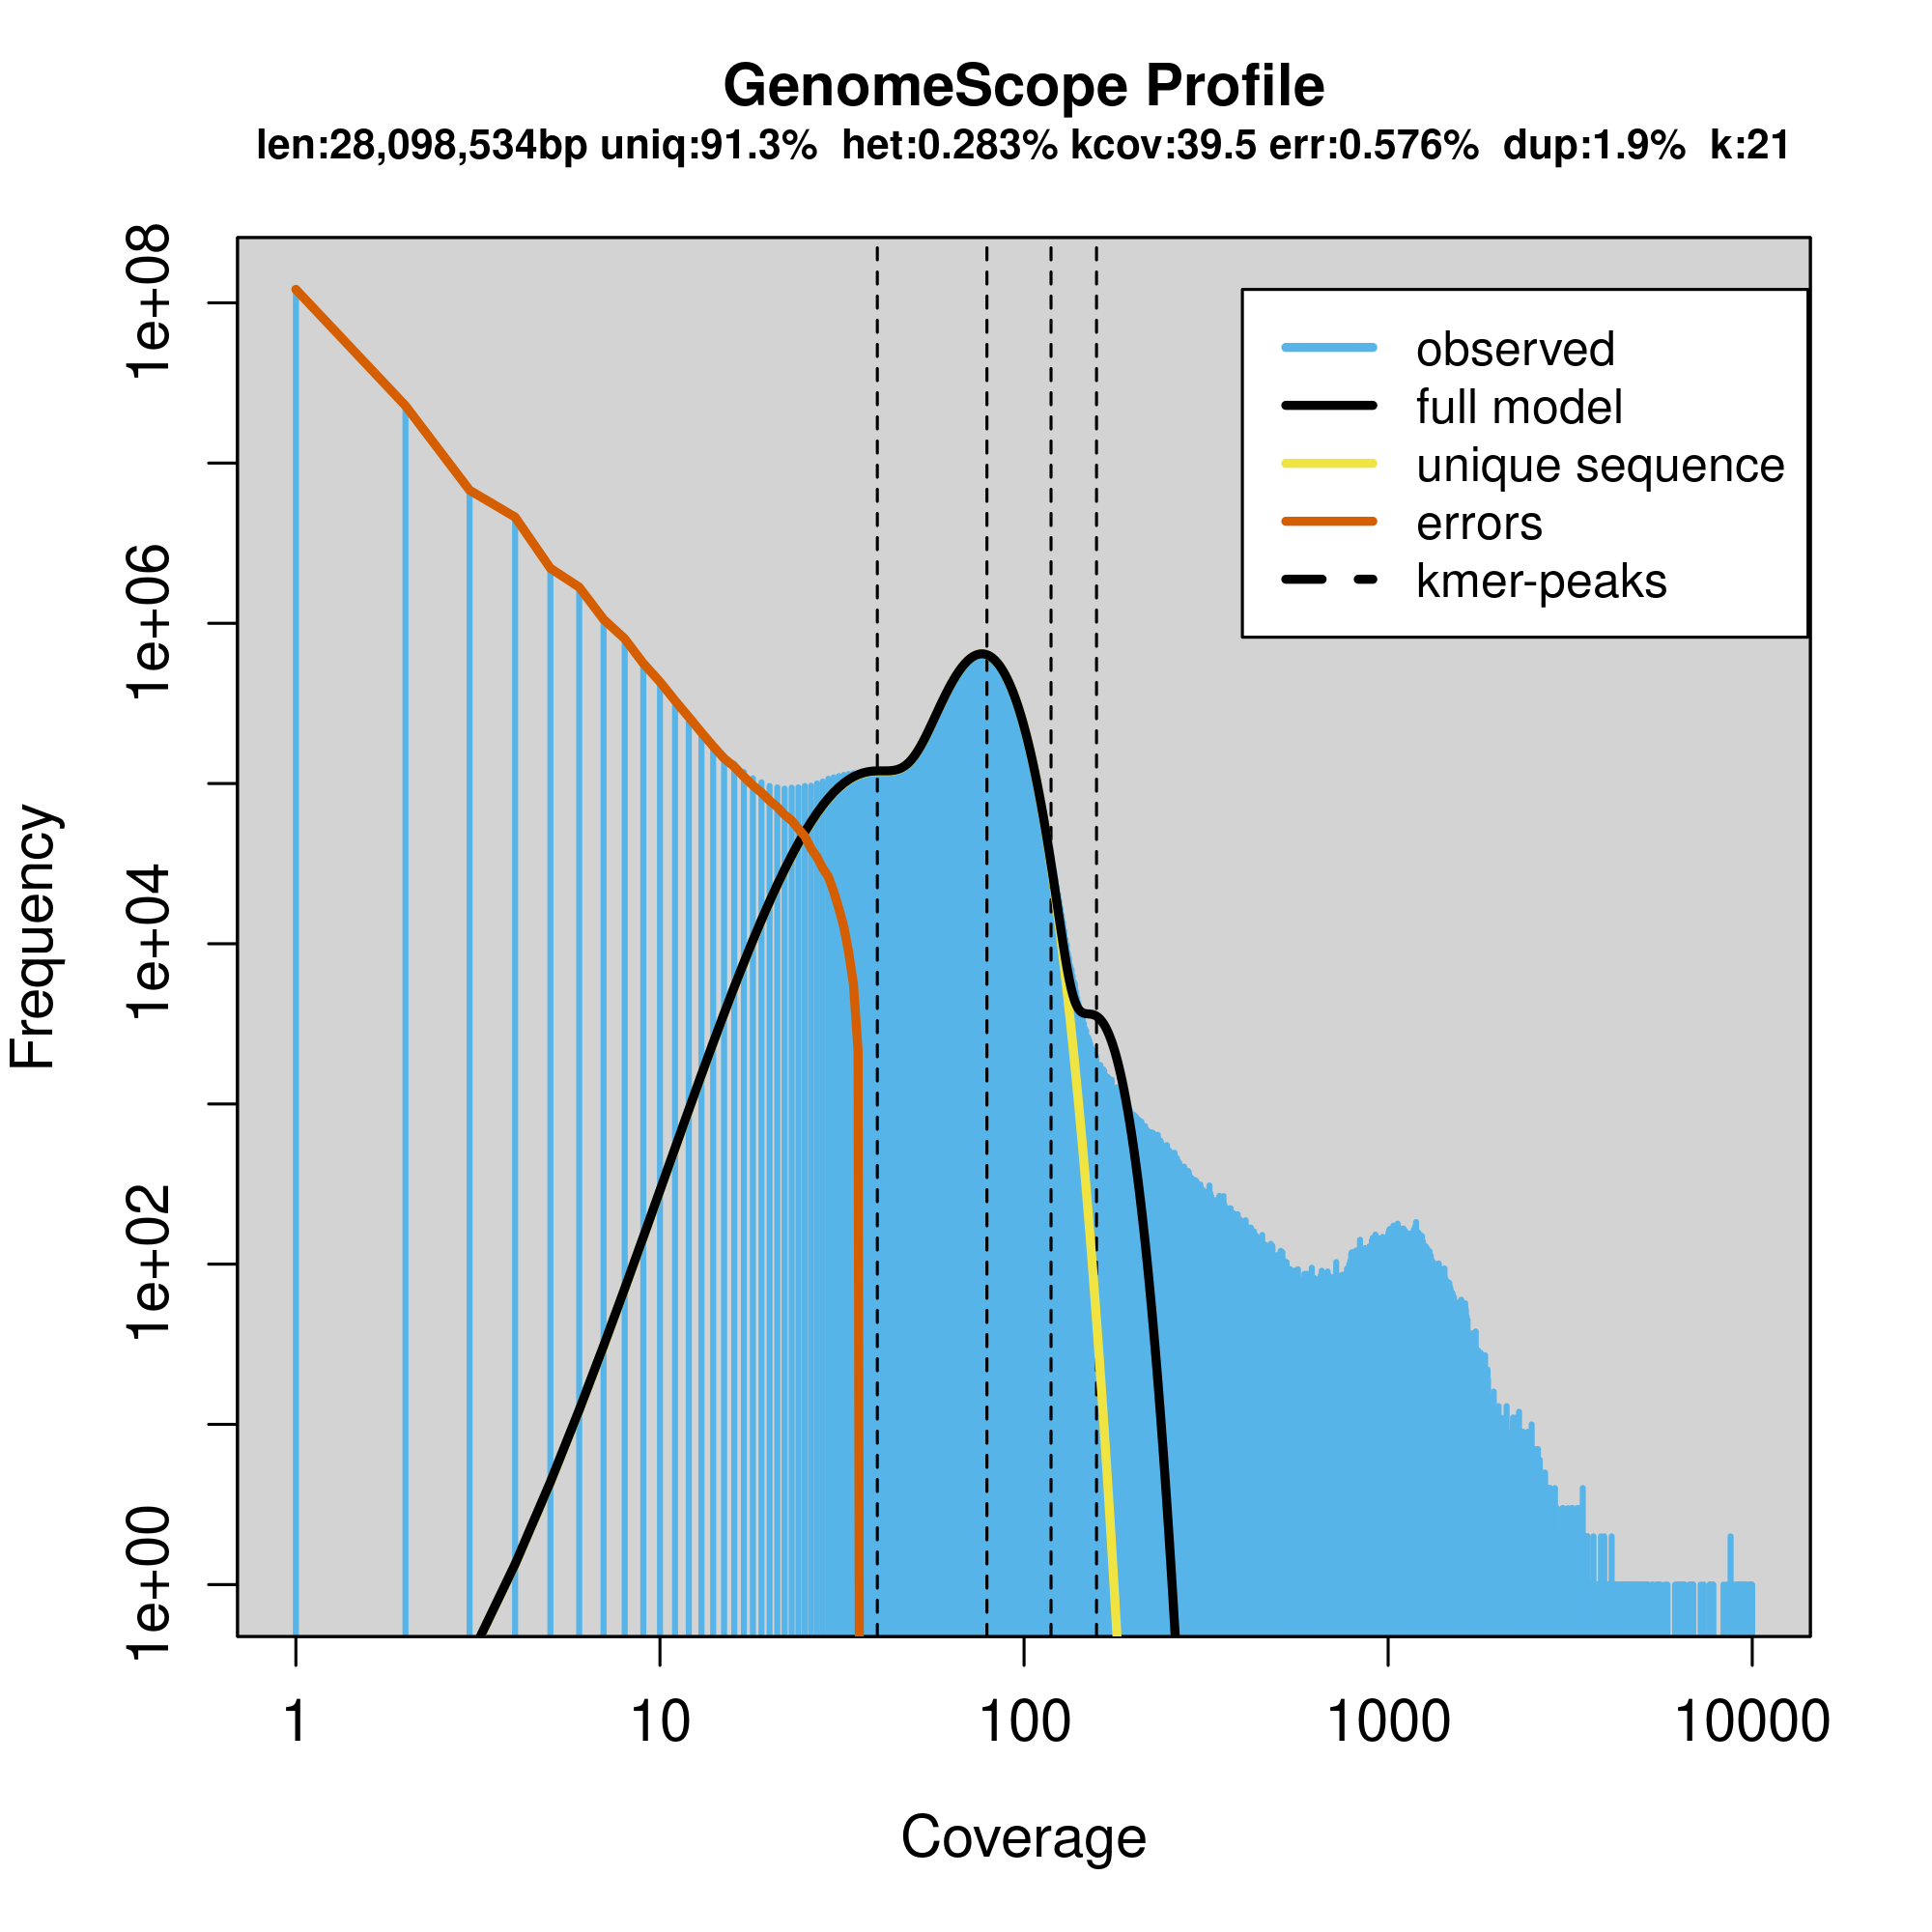 GenomeScope Profile
len:28,098,534bp uniq:91.3% het:0.283% kcov:39.5 err:0.576% dup:1.9% k:21
observed
full model
unique sequence
errors
kmer-peaks
Frequency
1e+08
1e+06
1e+04
1e+02
1e+00
1 10 100 1000 10000
Coverage